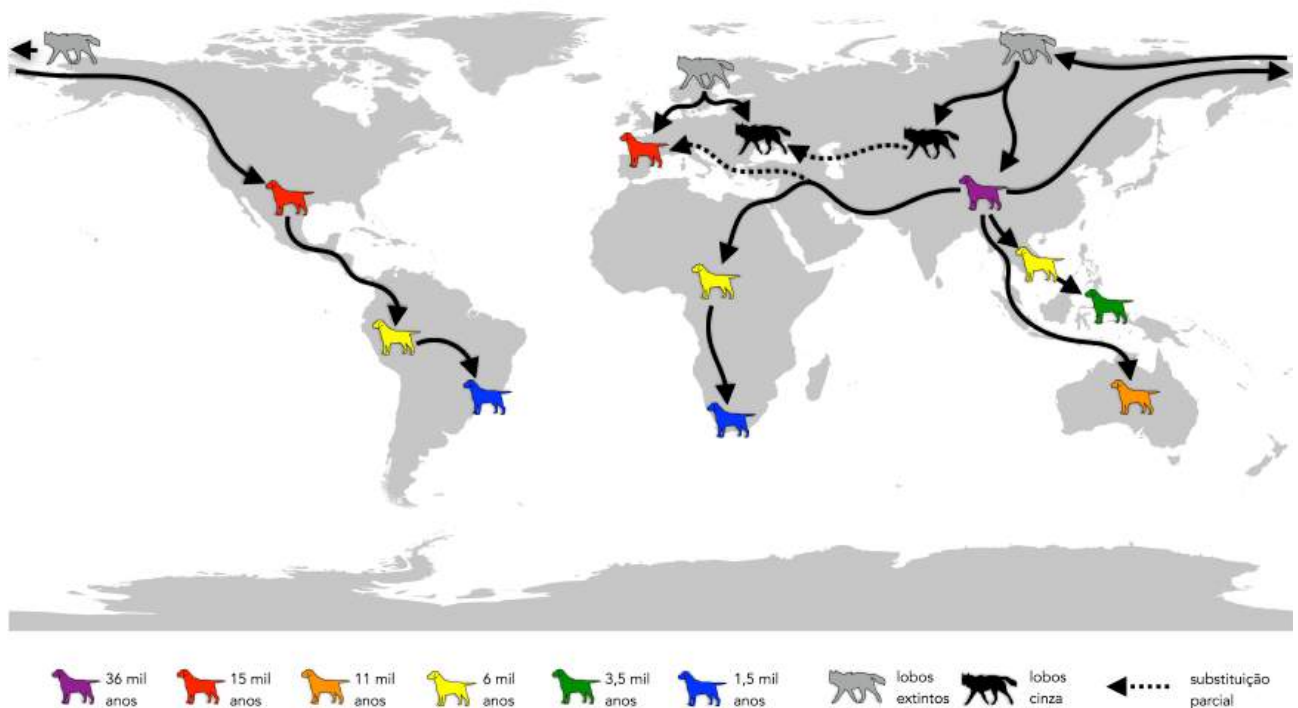 36 mil
anos
15 mil
anos
11 mil
anos
6 mil
anos
3,5 mil
anos
1,5 mil
anos
lobos
extintos
lobos
cinza
substituição
parcial